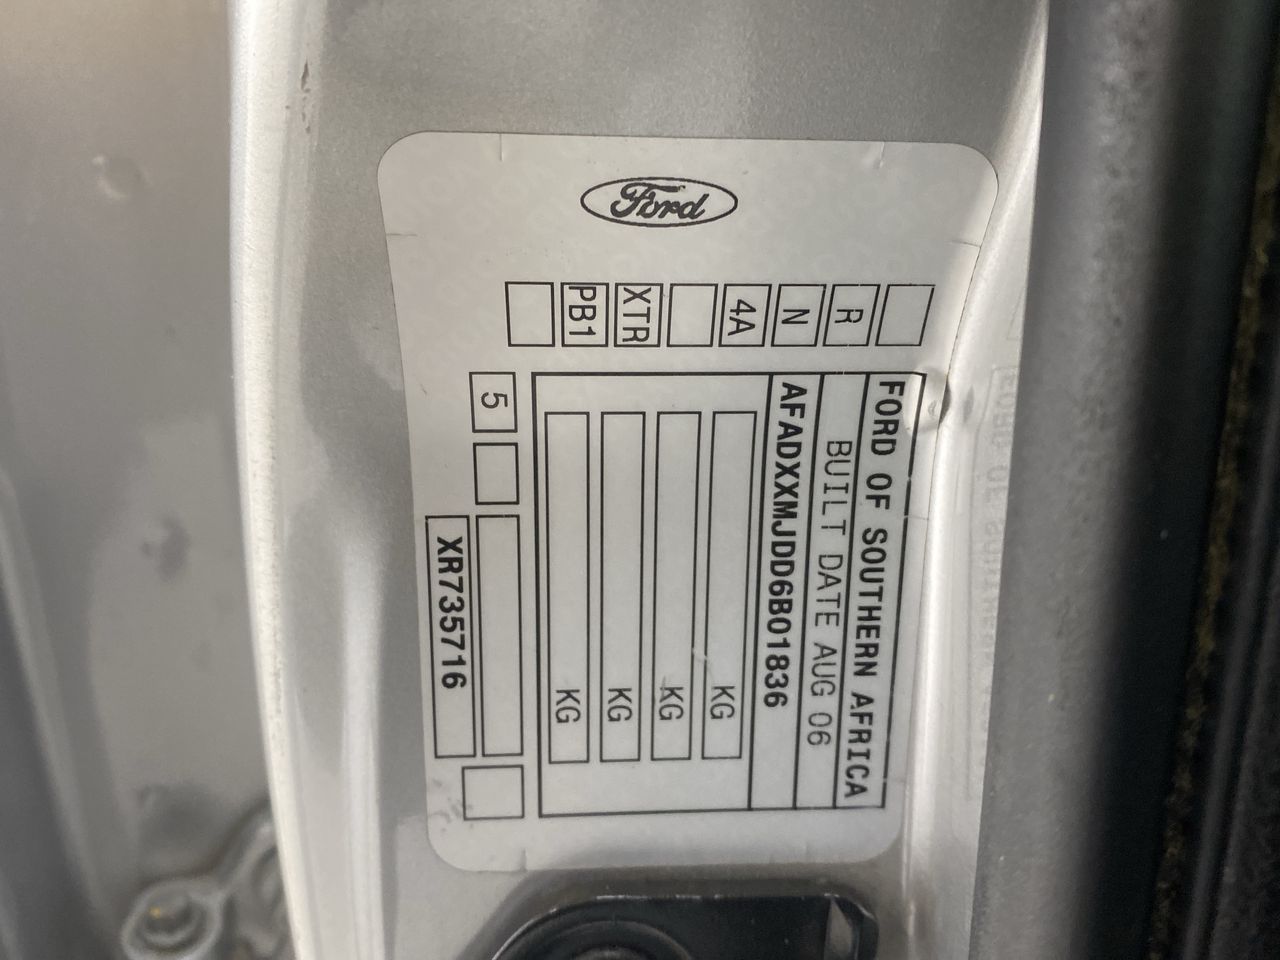 Ford
R
N
4A
XTR
PB1
FORD OF SOUTHERN AFRICA
BUILT DATE AUG 06
AFADXXMJDD6B01836
KG
KG
KG
KG
5
XR735716